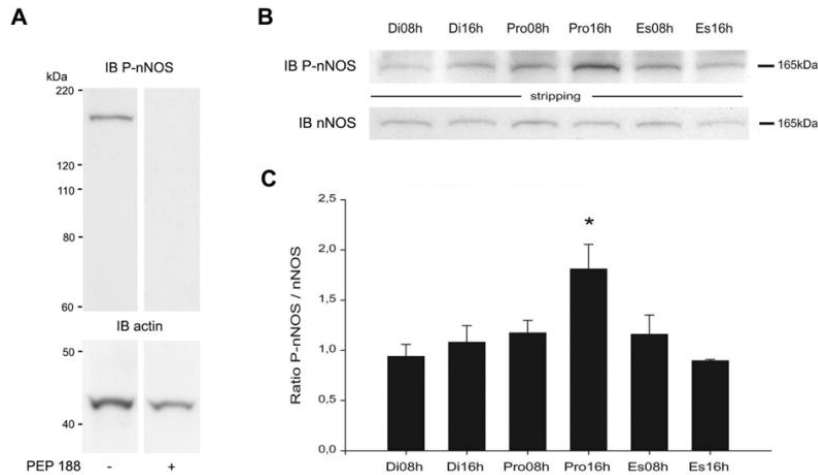 A
IB P-nNOS
kDa
220
120
110
80
60
IB actin
50
40
PEP 188 - +
B
Di08h Di16h Pro08h Pro16h Es08h Es16h
IB P-nNOS 165kDa
stripping
IB nNOS 165kDa
C
Ratio P-nNOS / nNOS
2,5
2,0
1,5
1,0
0,5
0,0
*
Di08h Di16h Pro08h Pro16h Es08h Es16h